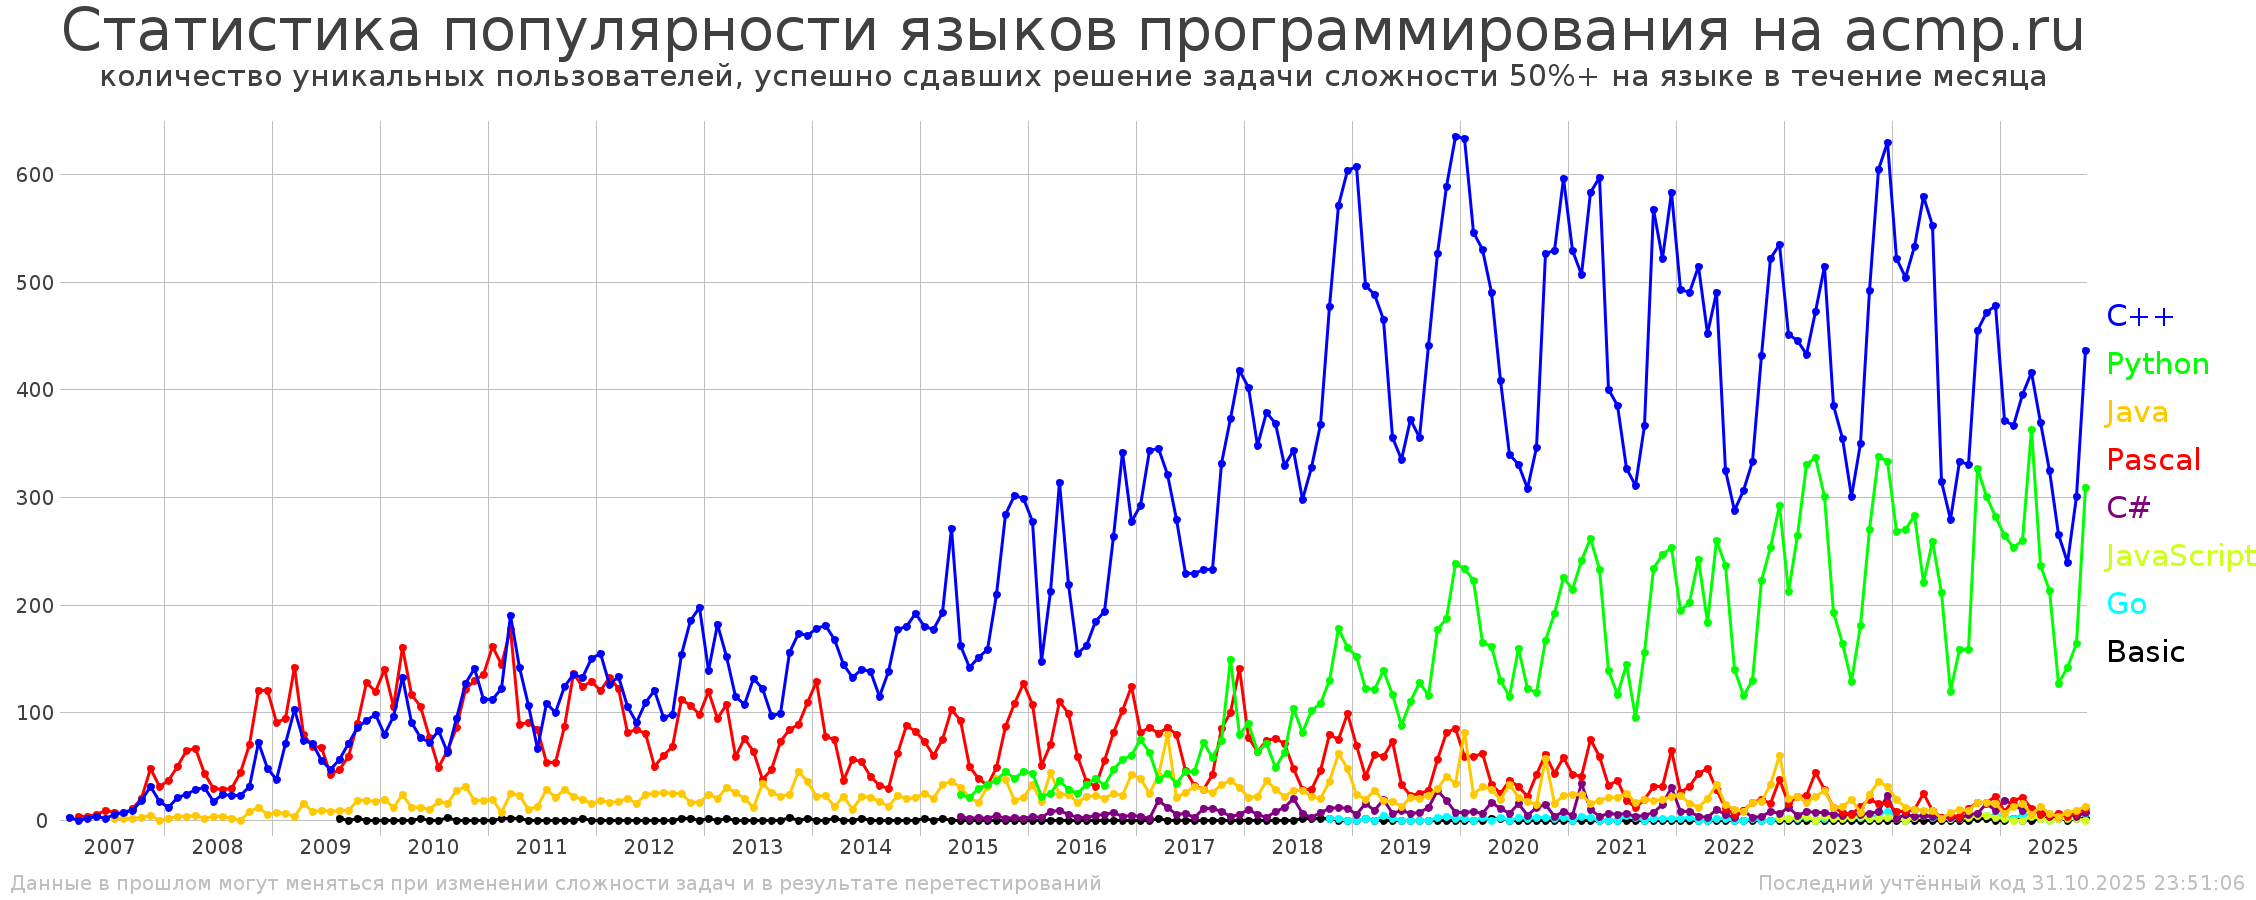 Статистика популярности языков программирования на acmp.ru
количество уникальных пользователей, успешно сдавших решение задачи сложности 50%+ на языке в течение месяца
600
500
400
300
200
100
0
C++
Python
Java
Pascal
C#
JavaScript
Go
Basic
2007 2008 2009 2010 2011 2012 2013 2014 2015 2016 2017 2018 2019 2020 2021 2022 2023 2024 2025
Данные в прошлом могут меняться при изменении сложности задач и в результате перетестирований
Последний учтённый код 31.10.2025 23:51:06